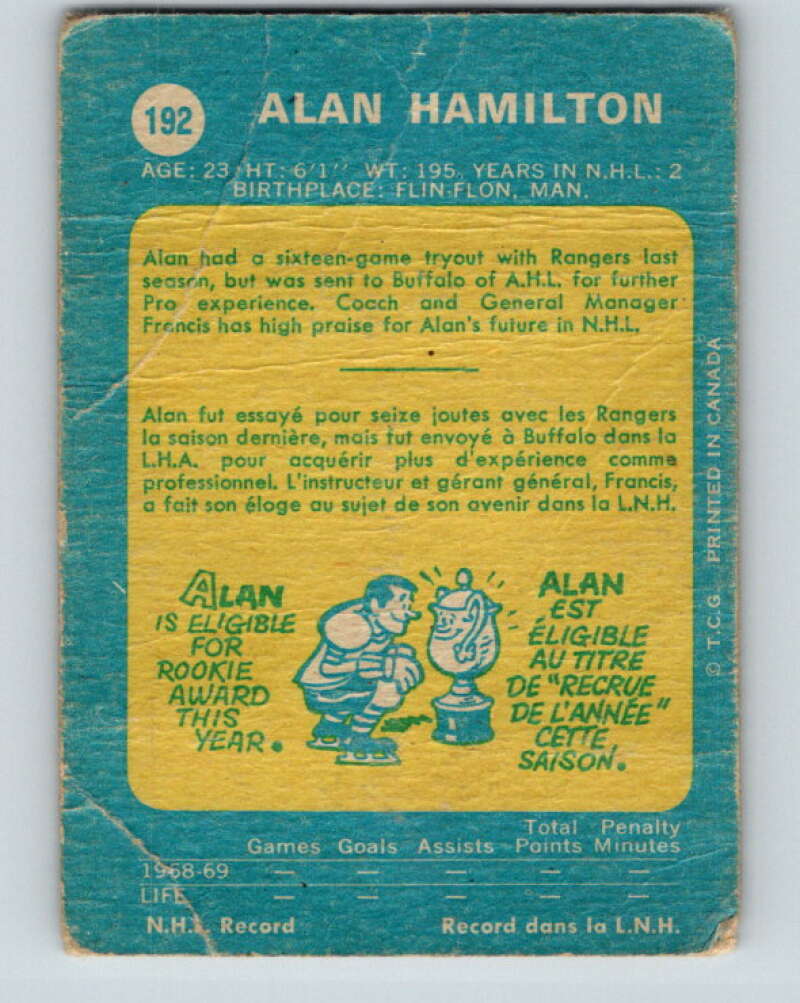 192
ALAN HAMILTON
AGE: 23 HT: 6'1'' WT: 195 YEARS IN N.H.L.: 2
BIRTHPLACE: FLIN-FLON, MAN.
Alan had a sixteen-game tryout with Rangers last
season, but was sent to Buffalo of A.H.L. for further
Pro experience. Coach and General Manager
Francis has high praise for Alan's future in N.H.L.
Alan fut essayé pour seize joutes avec les Rangers
la saison dernière, mais fut envoyé à Buffalo dans la
L.H.A. pour acquérir plus d'expérience comme
professionnel. L'instructeur et gérant général, Francis,
a fait son éloge au sujet de son avenir dans la L.N.H.
ALAN
IS ELIGIBLE
FOR
ROOKIE
AWARD
THIS
YEAR.
ALAN
EST
ÉLIGIBLE
AU TITRE
DE "RECRUE
DE L'ANNÉE"
CETTE
SAISON.
© T.C.G. PRINTED IN CANADA
Total Penalty
Games Goals Assists Points Minutes
1968-69 — — — — —
LIFE — — — — —
N.H.L. Record Record dans la L.N.H.